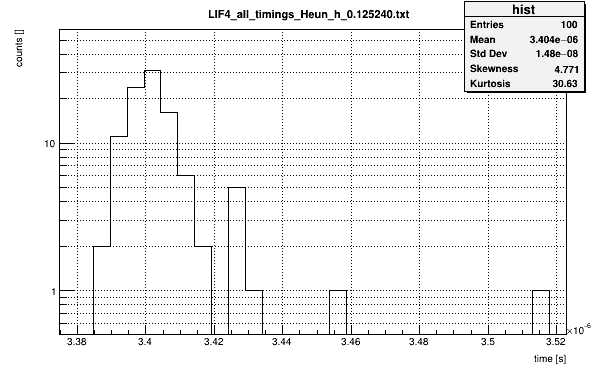 LIF4_all_timings_Heun_h_0.125240.txt
hist
Entries 100
Mean 3.404e−06
Std Dev 1.48e−08
Skewness 4.771
Kurtosis 30.63
counts []
10
1
3.38 3.4 3.42 3.44 3.46 3.48 3.5 3.52
×10⁻⁶
time [s]